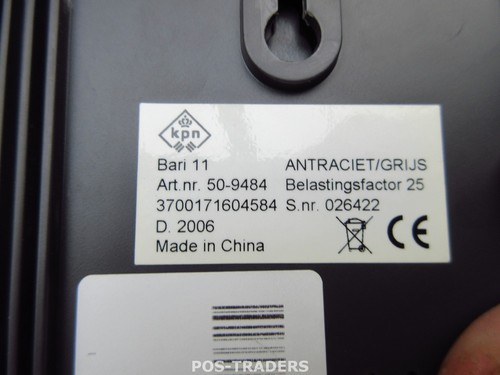 kpn
Bari 11 ANTRACIET/GRIJS
Art.nr. 50-9484 Belastingsfactor 25
3700171604584 S.nr. 026422
D. 2006
Made in China CE
POS-TRADERS